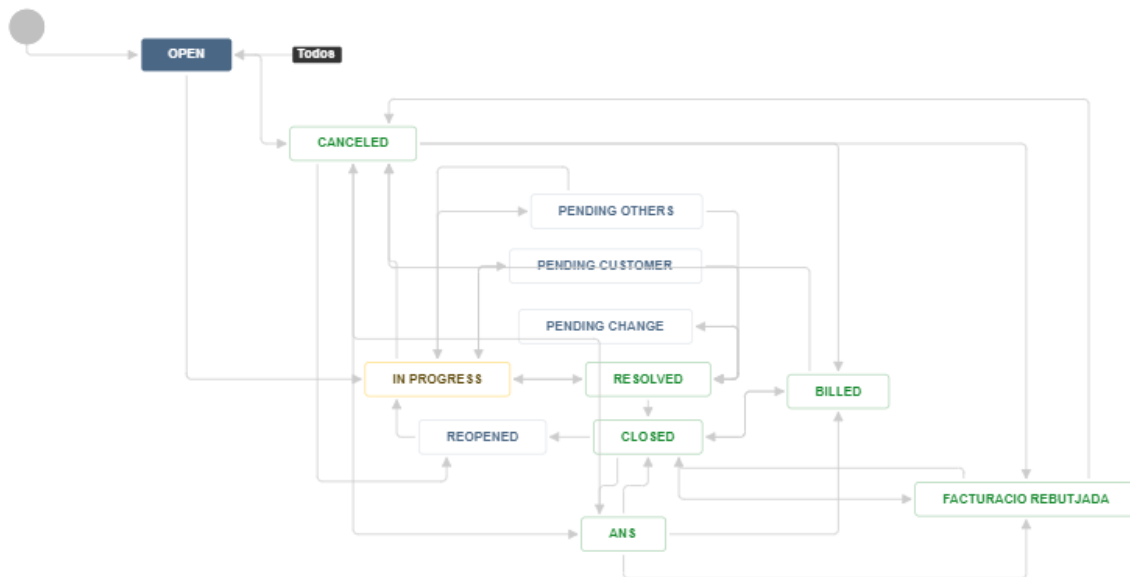 OPEN
Todos
CANCELED
PENDING OTHERS
PENDING CUSTOMER
PENDING CHANGE
IN PROGRESS
RESOLVED
BILLED
REOPENED
CLOSED
FACTURACIO REBUTJADA
ANS